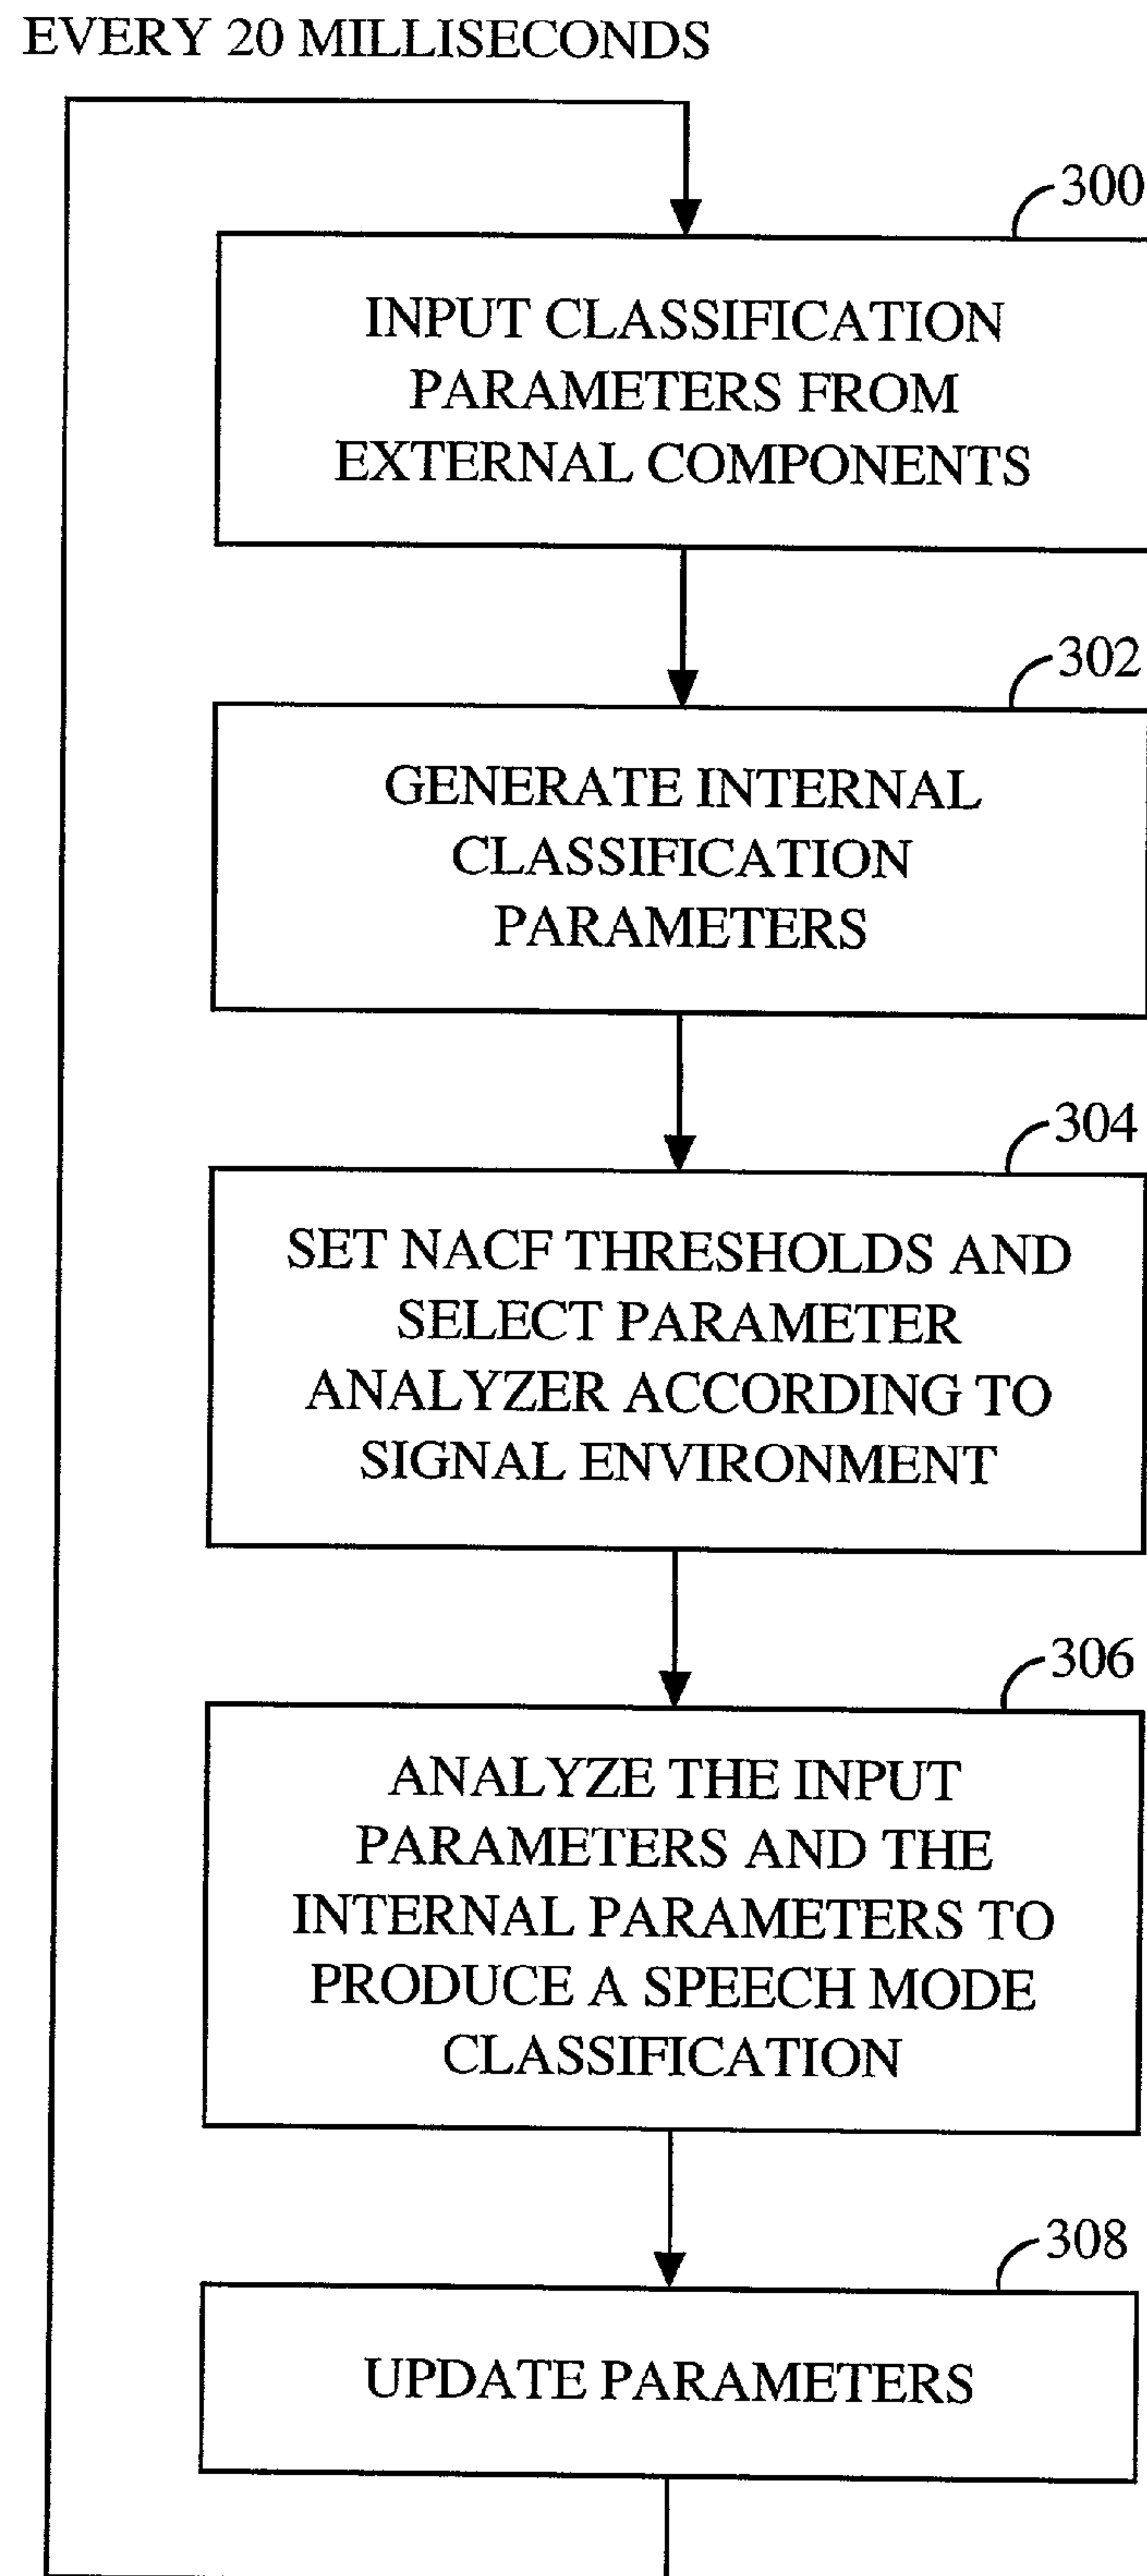 EVERY 20 MILLISECONDS
300
INPUT CLASSIFICATION
PARAMETERS FROM
EXTERNAL COMPONENTS
302
GENERATE INTERNAL
CLASSIFICATION
PARAMETERS
304
SET NACF THRESHOLDS AND
SELECT PARAMETER
ANALYZER ACCORDING TO
SIGNAL ENVIRONMENT
306
ANALYZE THE INPUT
PARAMETERS AND THE
INTERNAL PARAMETERS TO
PRODUCE A SPEECH MODE
CLASSIFICATION
308
UPDATE PARAMETERS